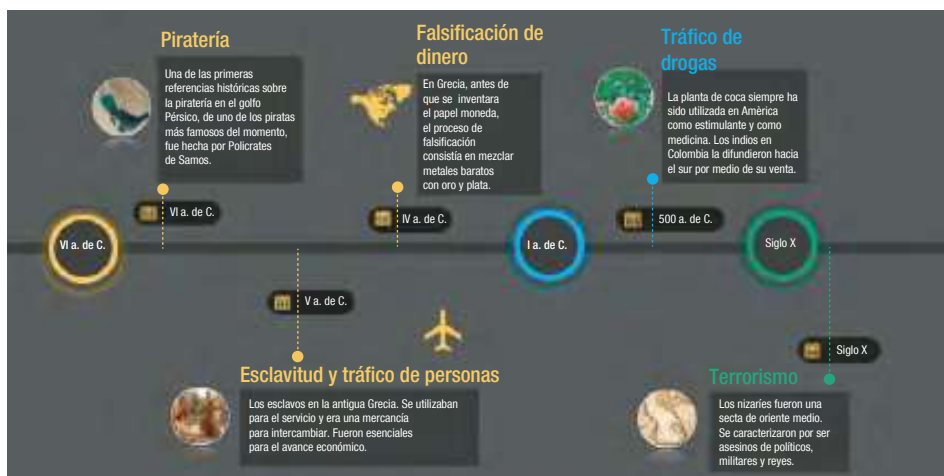 Piratería
Una de las primeras
referencias históricas sobre
la piratería en el golfo
Pérsico, de uno de los piratas
más famosos del momento,
fue hecha por Policrates
de Samos.
VI a. de C.
Falsificación de
dinero
En Grecia, antes de
que se inventara
el papel moneda,
el proceso de
falsificación
consistía en mezclar
metales baratos
con oro y plata.
IV a. de C.
Tráfico de
drogas
La planta de coca siempre ha
sido utilizada en Amèrica
como estimulante y como
medicina. Los indios en
Colombia la difundieron hacia
el sur por medio de su venta.
500 a. de C.
VI a. de C.
I a. de C.
Siglo X
V a. de C.
Esclavitud y tráfico de personas
Los esclavos en la antigua Grecia. Se utilizaban
para el servicio y era una mercancía
para intercambiar. Fueron esenciales
para el avance económico.
Siglo X
Terrorismo
Los nizaríes fueron una
secta de oriente medio.
Se caracterizaron por ser
asesinos de políticos,
militares y reyes.